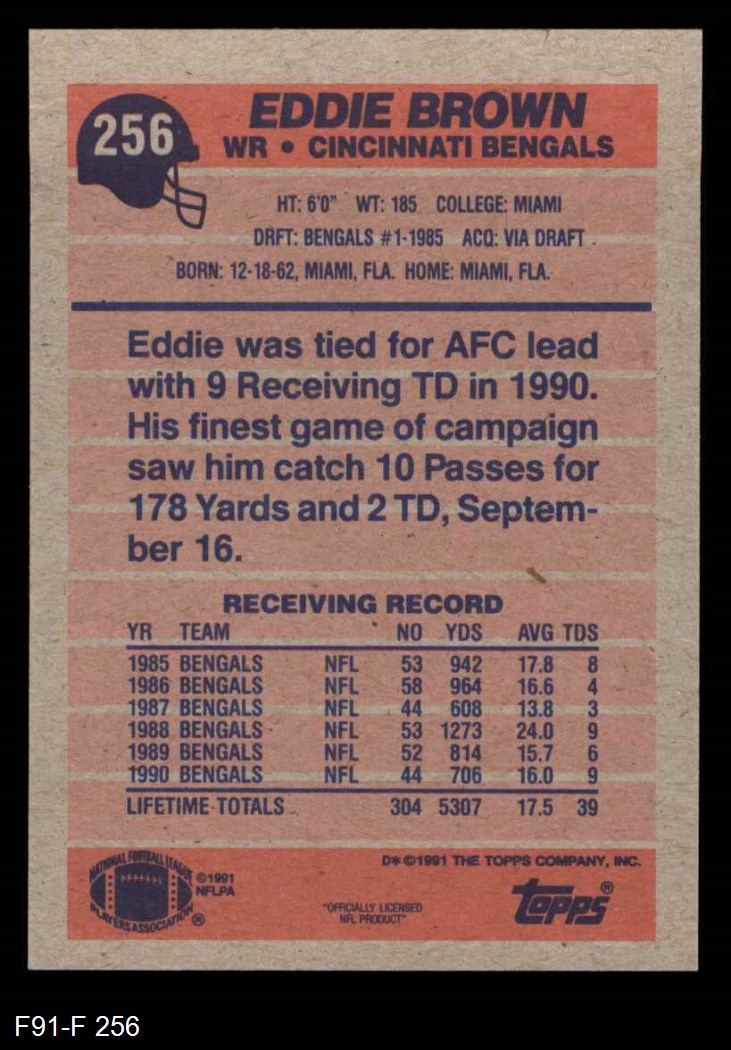 256
EDDIE BROWN
WR • CINCINNATI BENGALS
HT: 6'0" WT: 185 COLLEGE: MIAMI
DRFT: BENGALS #1-1985 ACQ: VIA DRAFT
BORN: 12-18-62, MIAMI, FLA. HOME: MIAMI, FLA.
Eddie was tied for AFC lead
with 9 Receiving TD in 1990.
His finest game of campaign
saw him catch 10 Passes for
178 Yards and 2 TD, Septem-
ber 16.
RECEIVING RECORD
YR TEAM NO YDS AVG TDS
1985 BENGALS NFL 53 942 17.8 8
1986 BENGALS NFL 58 964 16.6 4
1987 BENGALS NFL 44 608 13.8 3
1988 BENGALS NFL 53 1273 24.0 9
1989 BENGALS NFL 52 814 15.7 6
1990 BENGALS NFL 44 706 16.0 9
LIFETIME TOTALS 304 5307 17.5 39
D* ©1991 THE TOPPS COMPANY, INC.
NATIONAL FOOTBALL LEAGUE
PLAYERS ASSOCIATION ®
©1991
NFLPA
"OFFICIALLY LICENSED
NFL PRODUCT"
topps®
F91-F 256